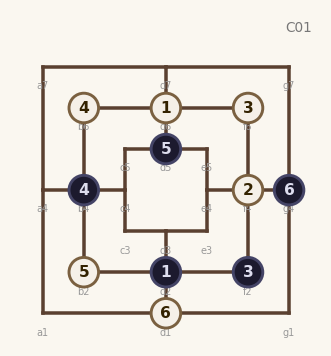 C01
a7 d7 g7
4 1 3
b6 d6 f6
5
c5 d5 e5
4 2 6
a4 b4 c4 e4 f4 g4
c3 d3 e3
5 1 3
b2 d2 f2
6
a1 d1 g1